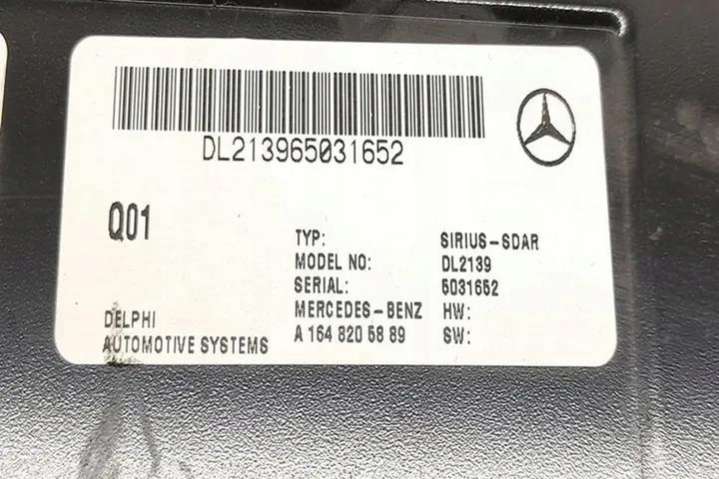 DL213965031652
Q01
TYP: SIRIUS-SDAR
MODEL NO: DL2139
SERIAL: 5031652
MERCEDES-BENZ HW:
A 164 820 58 89 SW:
DELPHI
AUTOMOTIVE SYSTEMS